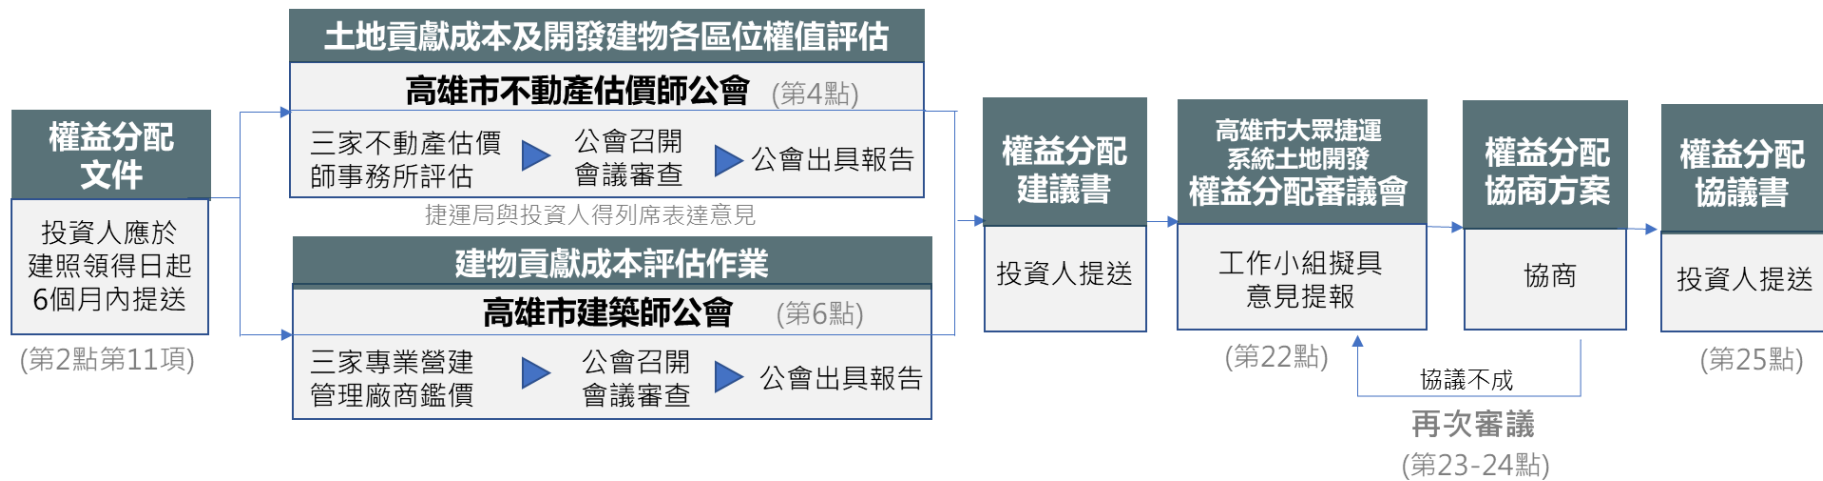 權益分配
文件
投資人應於
建照領得日起
6個月內提送
(第2點第11項)
土地貢獻成本及開發建物各區位權值評估
高雄市不動產估價師公會 (第4點)
三家不動產估價
師事務所評估
公會召開
會議審查
公會出具報告
捷運局與投資人得列席表達意見
建物貢獻成本評估作業
高雄市建築師公會 (第6點)
三家專業營建
管理廠商鑑價
公會召開
會議審查
公會出具報告
權益分配
建議書
投資人提送
高雄市大眾捷運
系統土地開發
權益分配審議會
工作小組擬具
意見提報
(第22點)
權益分配
協商方案
協商
協議不成
再次審議
(第23-24點)
權益分配
協議書
投資人提送
(第25點)